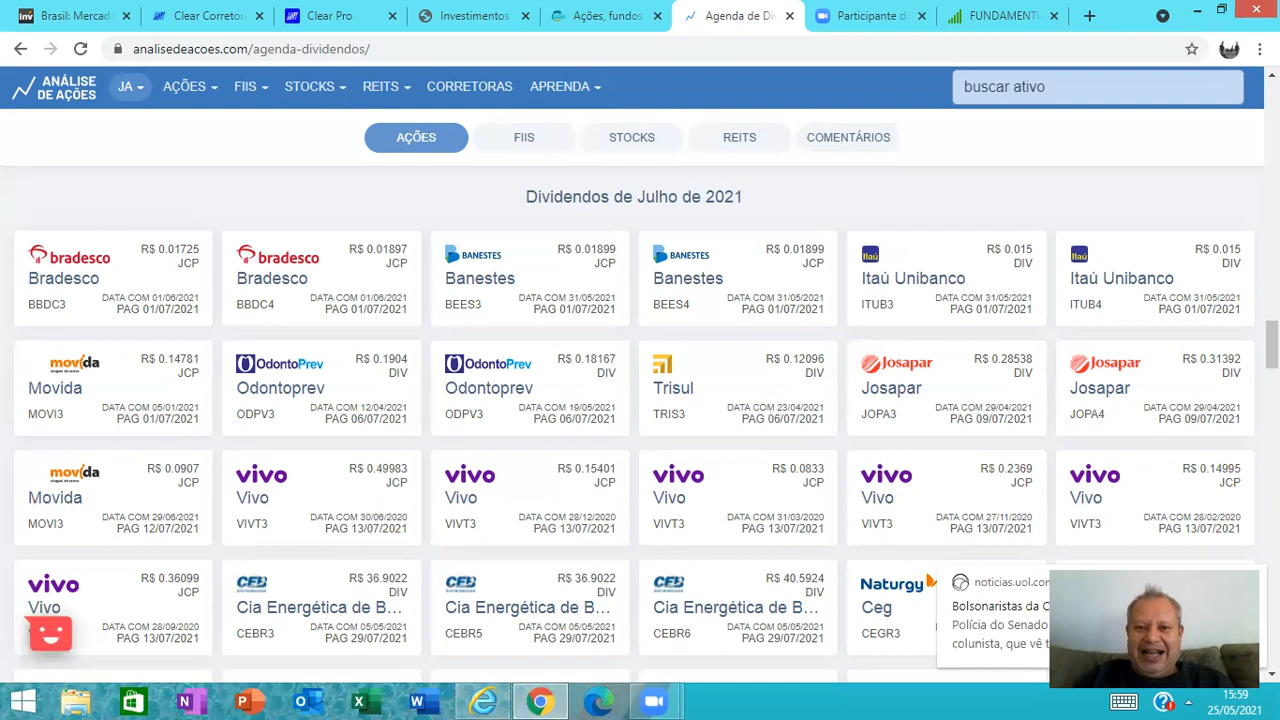 Brasil: Mercad
Clear Corretor
Clear Pro
Investimentos
Ações, fundos
Agenda de Div
Participante do
FUNDAMENTU
analisedeacoes.com/agenda-dividendos/
ANÁLISE
DE AÇÕES
JA
AÇÕES
FIIS
STOCKS
REITS
CORRETORAS
APRENDA
buscar ativo
AÇÕES
FIIS
STOCKS
REITS
COMENTÁRIOS
Dividendos de Julho de 2021
bradesco
R$ 0.01725
JCP
Bradesco
BBDC3
DATA COM 01/06/2021
PAG 01/07/2021
bradesco
R$ 0.01897
JCP
Bradesco
BBDC4
DATA COM 01/06/2021
PAG 01/07/2021
BANESTES
R$ 0.01899
JCP
Banestes
BEES3
DATA COM 31/05/2021
PAG 01/07/2021
BANESTES
R$ 0.01899
JCP
Banestes
BEES4
DATA COM 31/05/2021
PAG 01/07/2021
Itaú
R$ 0.015
DIV
Itaú Unibanco
ITUB3
DATA COM 31/05/2021
PAG 01/07/2021
Itaú
R$ 0.015
DIV
Itaú Unibanco
ITUB4
DATA COM 31/05/2021
PAG 01/07/2021
movida
R$ 0.14781
JCP
Movida
MOVI3
DATA COM 05/01/2021
PAG 01/07/2021
OdontoPrev
R$ 0.1904
DIV
Odontoprev
ODPV3
DATA COM 12/04/2021
PAG 06/07/2021
OdontoPrev
R$ 0.18167
DIV
Odontoprev
ODPV3
DATA COM 19/05/2021
PAG 06/07/2021
R$ 0.12096
DIV
Trisul
TRIS3
DATA COM 23/04/2021
PAG 06/07/2021
Josapar
R$ 0.28538
DIV
Josapar
JOPA3
DATA COM 29/04/2021
PAG 09/07/2021
Josapar
R$ 0.31392
DIV
Josapar
JOPA4
DATA COM 29/04/2021
PAG 09/07/2021
movida
R$ 0.0907
JCP
Movida
MOVI3
DATA COM 29/03/2021
PAG 12/07/2021
vivo
R$ 0.49983
JCP
Vivo
VIVT3
DATA COM 30/06/2020
PAG 13/07/2021
vivo
R$ 0.15401
JCP
Vivo
VIVT3
DATA COM 28/12/2020
PAG 13/07/2021
vivo
R$ 0.0833
JCP
Vivo
VIVT3
DATA COM 31/03/2020
PAG 13/07/2021
vivo
R$ 0.2369
JCP
Vivo
VIVT3
DATA COM 27/11/2020
PAG 13/07/2021
vivo
R$ 0.14995
JCP
Vivo
VIVT3
DATA COM 28/02/2020
PAG 13/07/2021
vivo
R$ 0.36099
JCP
Vivo
DATA COM 28/09/2020
PAG 13/07/2021
CEB
R$ 36.9022
DIV
Cia Energética de B...
CEBR3
DATA COM 05/05/2021
PAG 29/07/2021
CEB
R$ 36.9022
DIV
Cia Energética de B...
CEBR5
DATA COM 05/05/2021
PAG 29/07/2021
CEB
R$ 40.5924
DIV
Cia Energética de B...
CEBR6
DATA COM 05/05/2021
PAG 29/07/2021
Naturgy
Ceg
CEGR3
noticias.uol.com
Bolsonaristas da C
Polícia do Senado
colunista, que vê t
15:59
25/05/2021